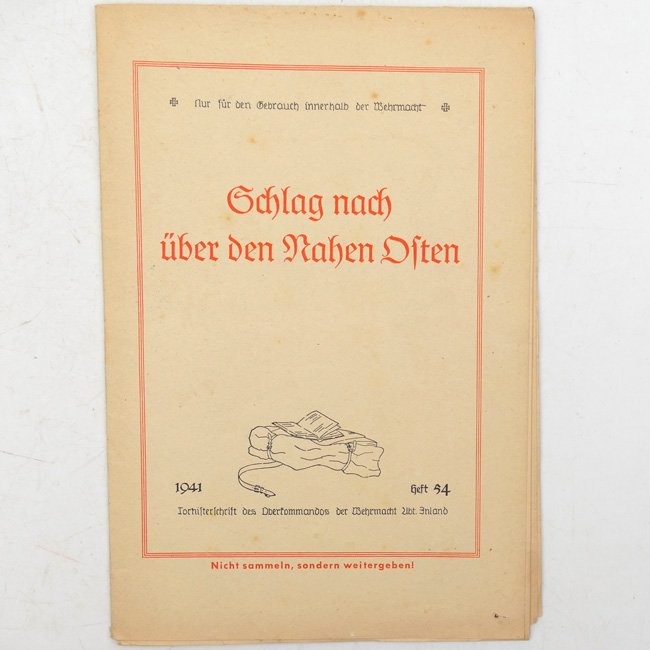 Nur für den Gebrauch innerhalb der Wehrmacht
Schlag nach
über den Nahen Osten
1941
Heft 54
Tornisterschrift des Oberkommandos der Wehrmacht Abt. Inland
Nicht sammeln, sondern weitergeben!